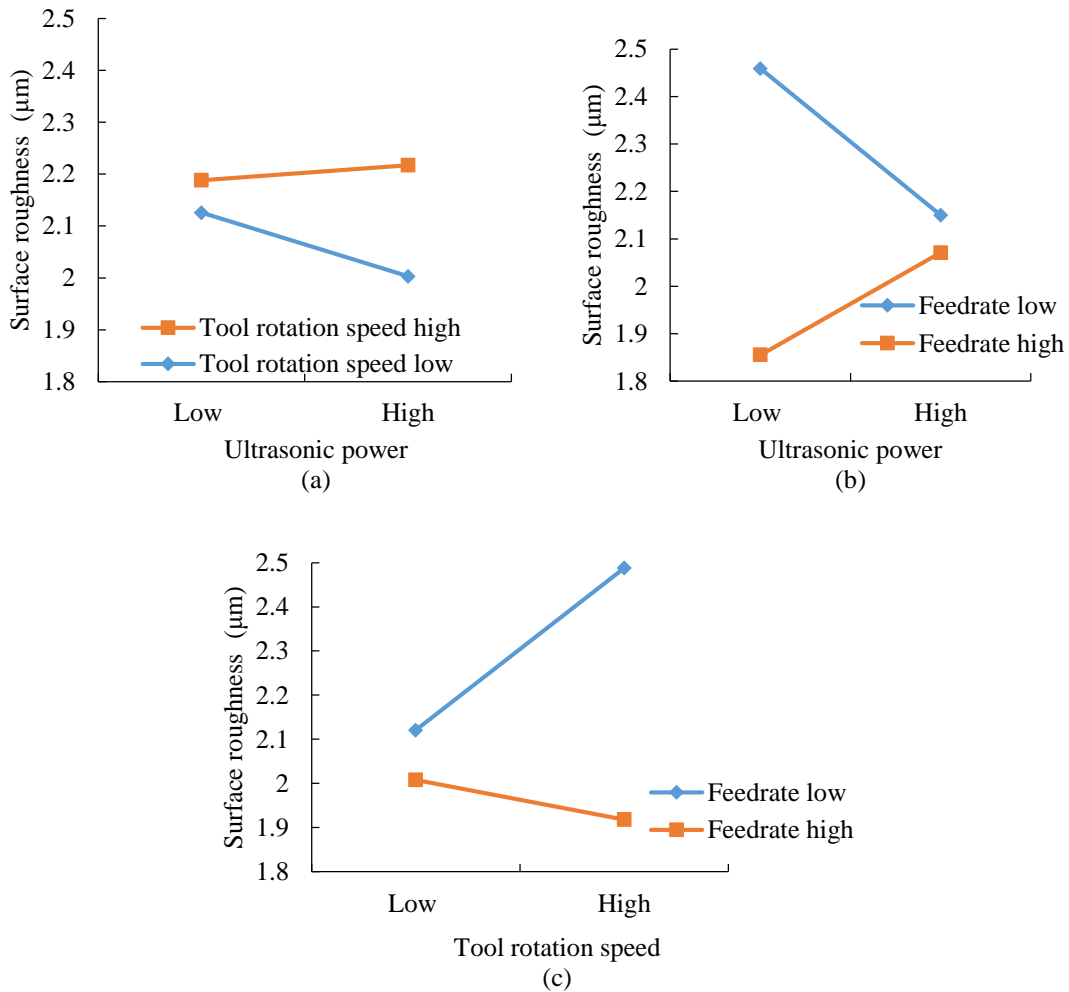 Surface roughness (μm)
2.5
2.4
2.3
2.2
2.1
2
1.9
1.8
Tool rotation speed high
Tool rotation speed low
Low
High
Ultrasonic power
(a)
Surface roughness (μm)
2.5
2.4
2.3
2.2
2.1
2
1.9
1.8
Feedrate low
Feedrate high
Low
High
Ultrasonic power
(b)
Surface roughness (μm)
2.5
2.4
2.3
2.2
2.1
2
1.9
1.8
Feedrate low
Feedrate high
Low
High
Tool rotation speed
(c)